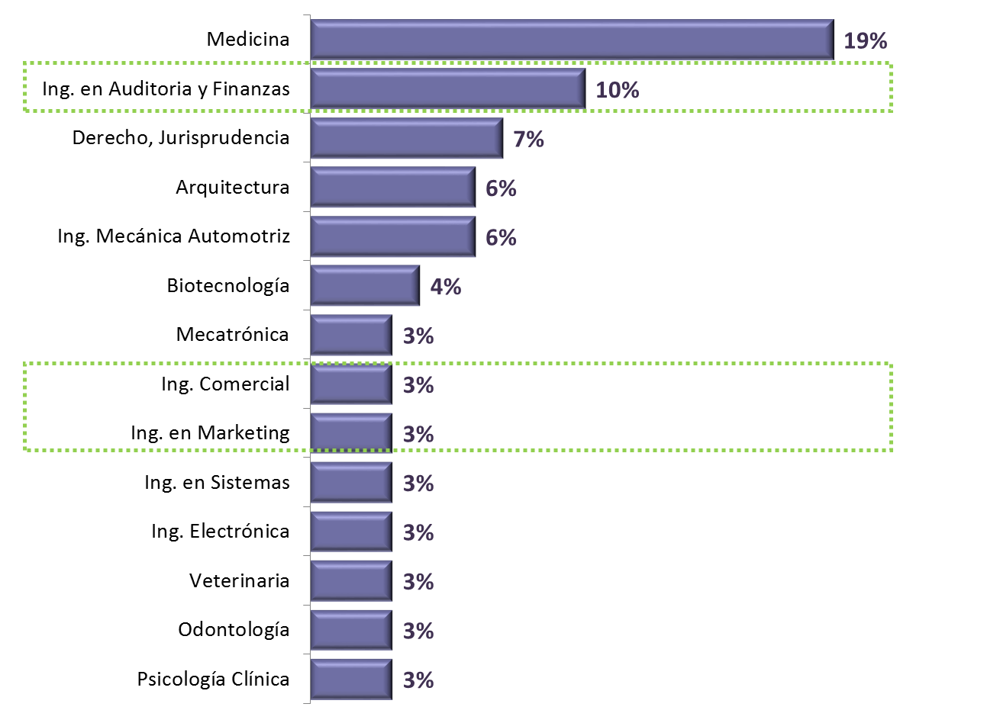 Medicina 19%
Ing. en Auditoria y Finanzas 10%
Derecho, Jurisprudencia 7%
Arquitectura 6%
Ing. Mecánica Automotriz 6%
Biotecnología 4%
Mecatrónica 3%
Ing. Comercial 3%
Ing. en Marketing 3%
Ing. en Sistemas 3%
Ing. Electrónica 3%
Veterinaria 3%
Odontología 3%
Psicología Clínica 3%